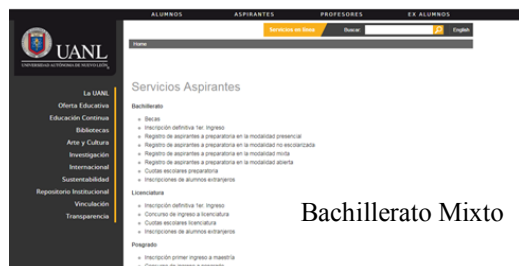 ALUMNOS ASPIRANTES PROFESORES EX ALUMNOS
Servicios en línea Buscar: English
UANL
UNIVERSIDAD AUTÓNOMA DE NUEVO LEÓN
Home
La UANL
Oferta Educativa
Educación Continua
Bibliotecas
Arte y Cultura
Investigación
Internacional
Sustentabilidad
Repositorio Institucional
Vinculación
Transparencia
Servicios Aspirantes
Bachillerato
Becas
Inscripción definitiva 1er. Ingreso
Registro de aspirantes a preparatoria en la modalidad presencial
Registro de aspirantes a preparatoria en la modalidad no escolarizada
Registro de aspirantes a preparatoria en la modalidad mixta
Registro de aspirantes a preparatoria en la modalidad abierta
Cuotas escolares preparatoria
Inscripciones de alumnos extranjeros
Licenciatura
Inscripción definitiva 1er. Ingreso
Concurso de ingreso a licenciatura
Cuotas escolares licenciatura
Inscripciones de alumnos extranjeros
Posgrado
Inscripción primer ingreso a maestría
Concurso de ingreso a posgrado
Bachillerato Mixto